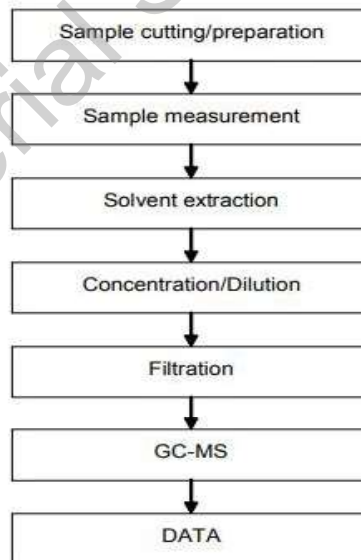 Sample cutting/preparation
Sample measurement
Solvent extraction
Concentration/Dilution
Filtration
GC-MS
DATA